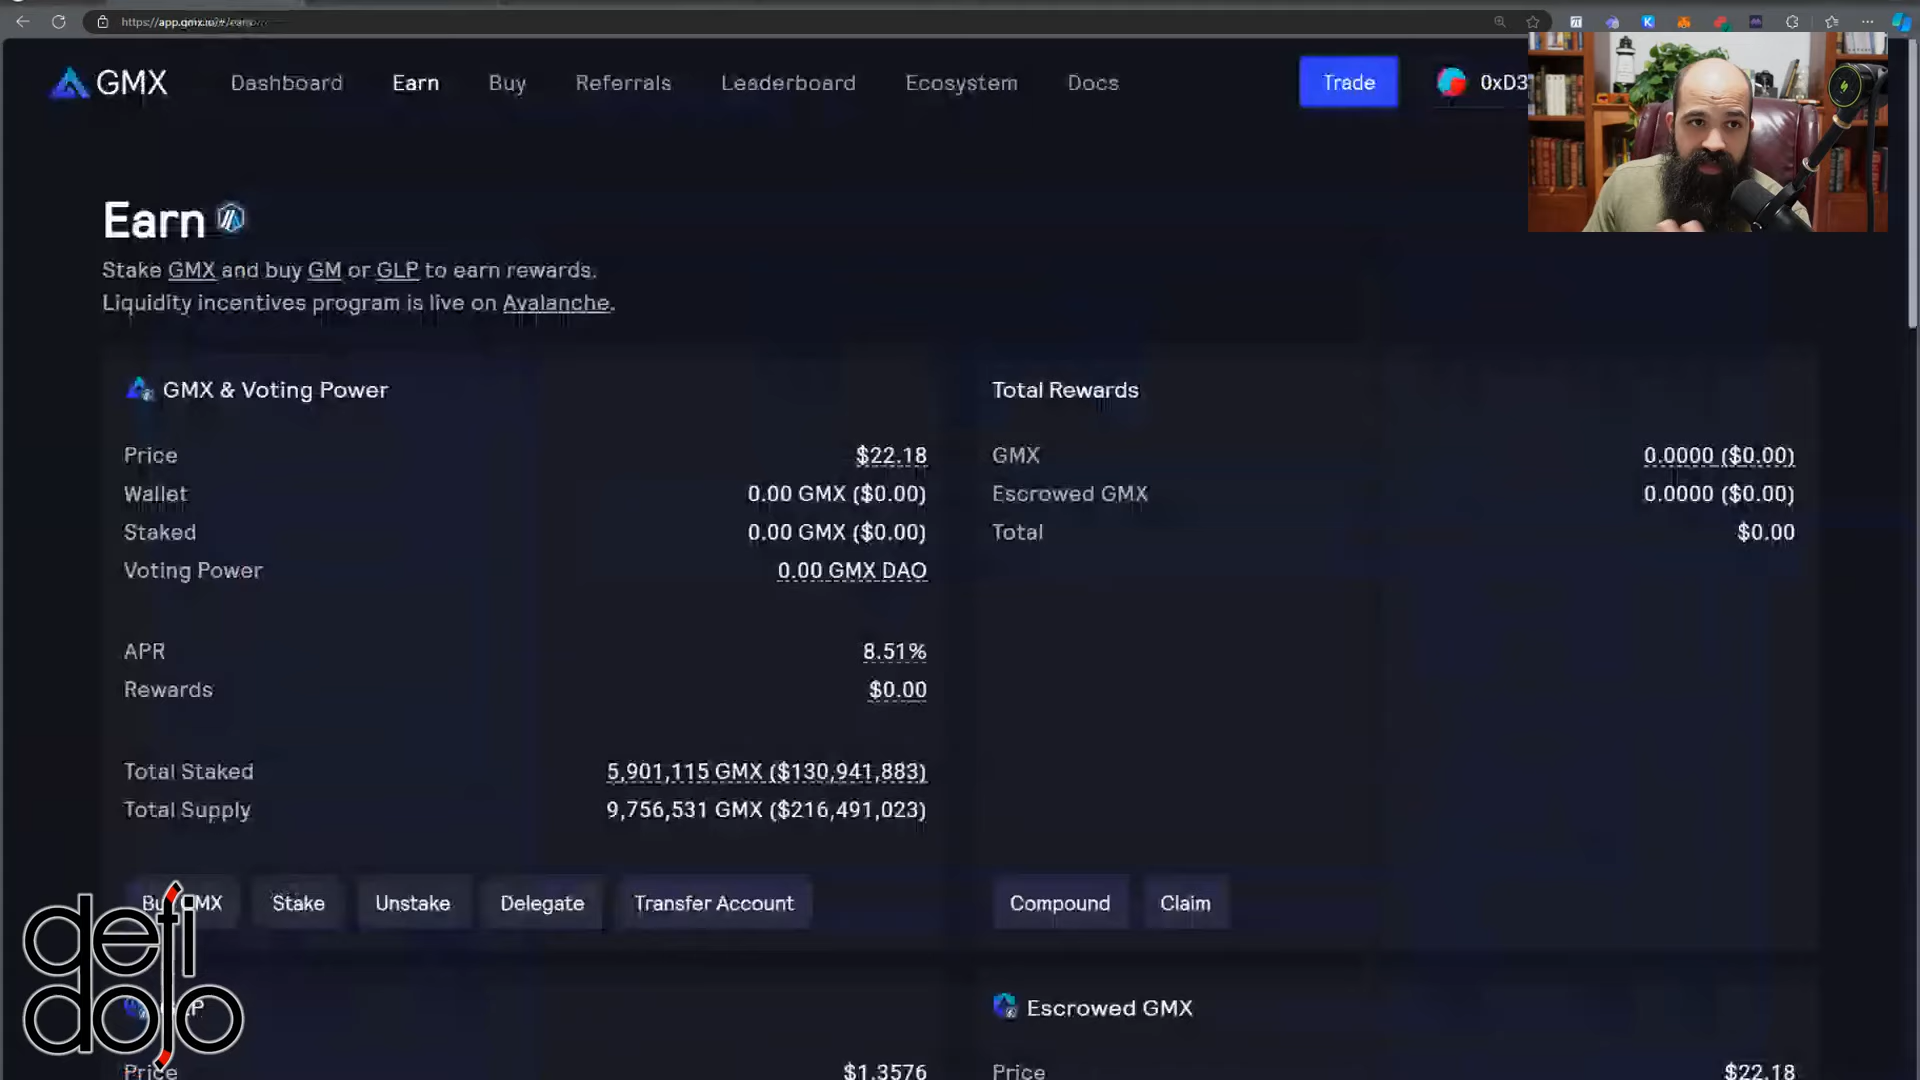 GMX
Dashboard
Earn
Buy
Referrals
Leaderboard
Ecosystem
Docs
Trade
0xD3
Earn
Stake GMX and buy GM or GLP to earn rewards.
Liquidity incentives program is live on Avalanche.
GMX & Voting Power
Price $22.18
Wallet 0.00 GMX ($0.00)
Staked 0.00 GMX ($0.00)
Voting Power 0.00 GMX DAO
APR 8.51%
Rewards $0.00
Total Staked 5,901,115 GMX ($130,941,883)
Total Supply 9,756,531 GMX ($216,491,023)
Stake
Unstake
Delegate
Transfer Account
Total Rewards
GMX 0.0000 ($0.00)
Escrowed GMX 0.0000 ($0.00)
Total $0.00
Compound
Claim
defi
dojo
Price $1.3576
Escrowed GMX
Price $22.18